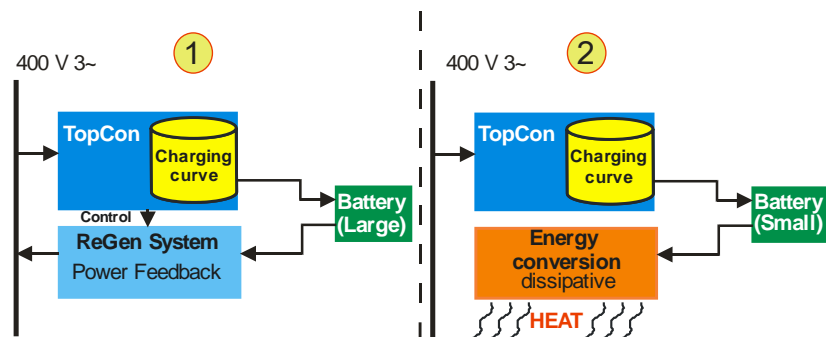 1
400 V 3~
TopCon
Charging
curve
Control
Battery
(Large)
ReGen System
Power Feedback
2
400 V 3~
TopCon
Charging
curve
Battery
(Small)
Energy
conversion
dissipative
HEAT